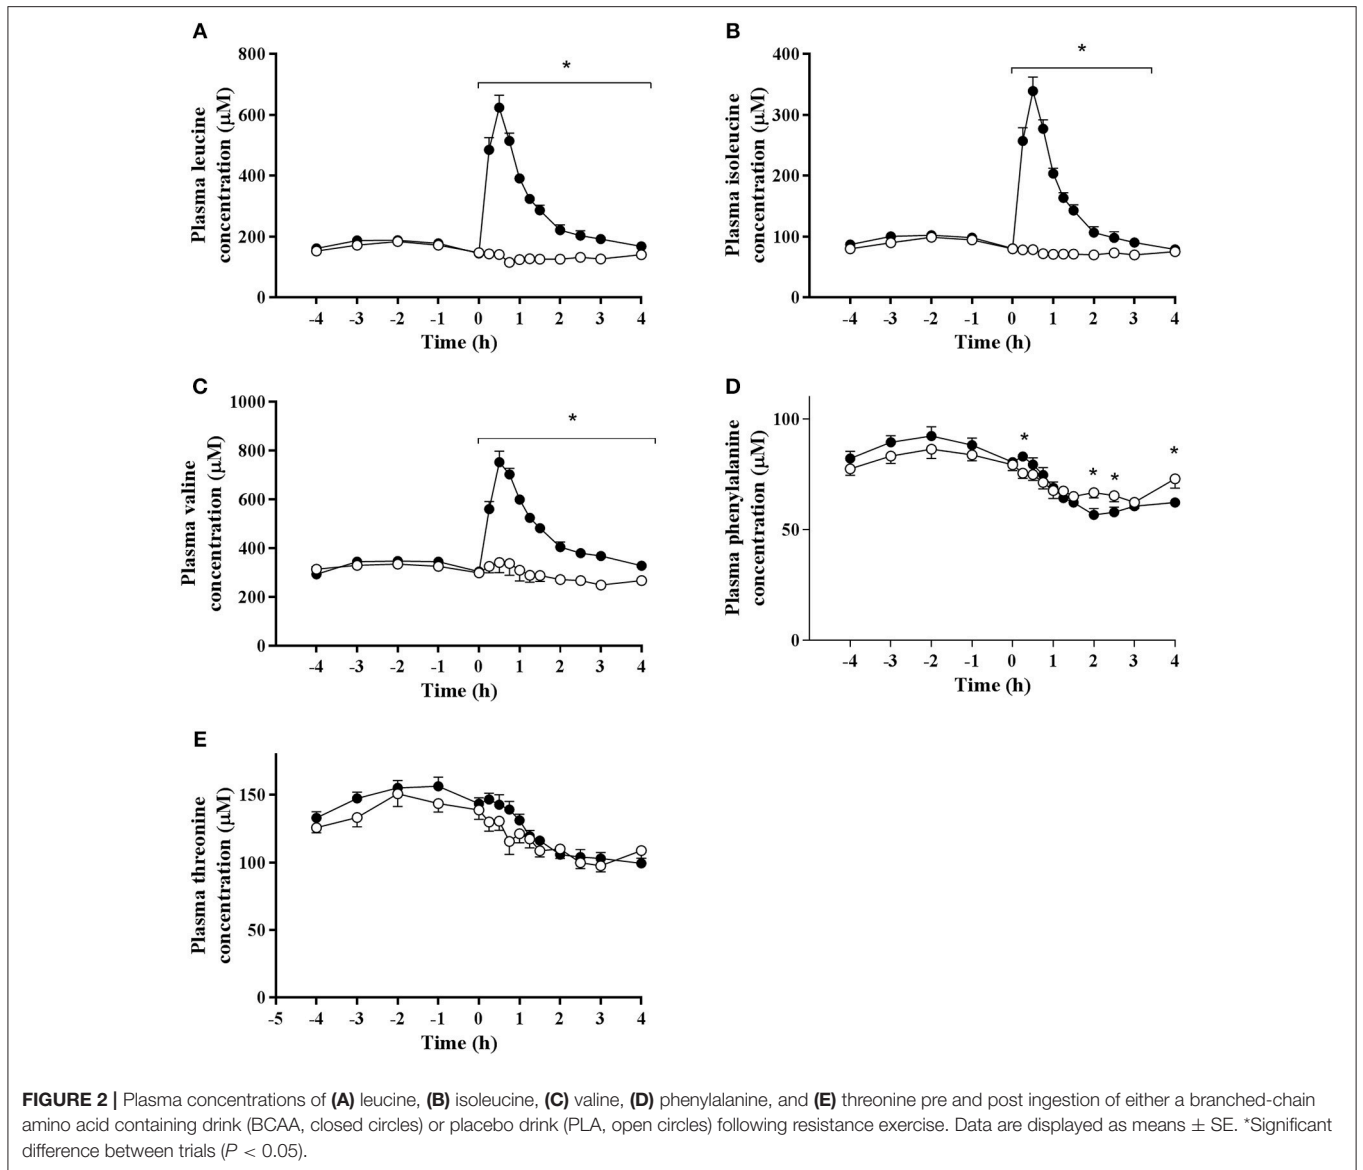 A
Plasma leucine
concentration (µM)
800
600
400
200
0
*
-4 -3 -2 -1 0 1 2 3 4
Time (h)
B
Plasma isoleucine
concentration (µM)
400
300
200
100
0
*
-4 -3 -2 -1 0 1 2 3 4
Time (h)
C
Plasma valine
concentration (µM)
1000
800
600
400
200
0
*
-4 -3 -2 -1 0 1 2 3 4
Time (h)
D
Plasma phenylalanine
concentration (µM)
100
50
0
* * * *
-4 -3 -2 -1 0 1 2 3 4
Time (h)
E
Plasma threonine
concentration (µM)
150
100
50
0
-5 -4 -3 -2 -1 0 1 2 3 4
Time (h)
FIGURE 2 | Plasma concentrations of (A) leucine, (B) isoleucine, (C) valine, (D) phenylalanine, and (E) threonine pre and post ingestion of either a branched-chain
amino acid containing drink (BCAA, closed circles) or placebo drink (PLA, open circles) following resistance exercise. Data are displayed as means ± SE. *Significant
difference between trials (P < 0.05).